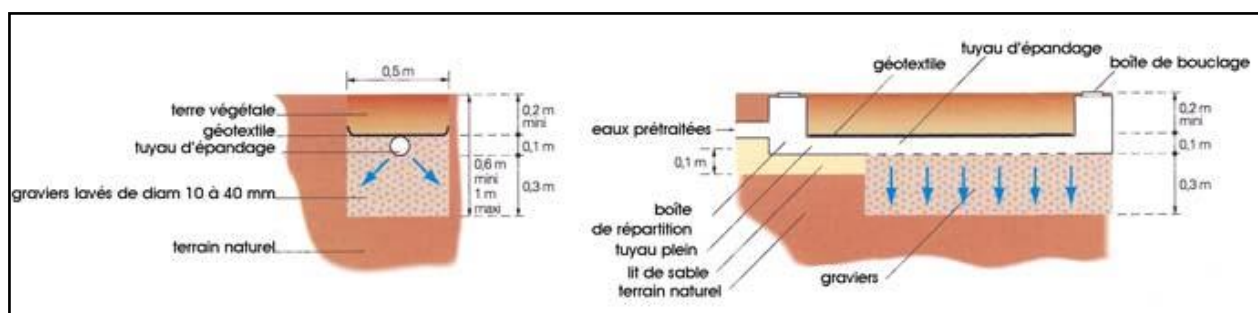 0,5 m
terre végétale
géotextile
tuyau d'épandage
graviers lavés de diam 10 à 40 mm
terrain naturel
0,6 m
mini
1 m
maxi
0,2 m
mini
0,1 m
0,3 m
tuyau d'épandage
géotextile
boîte de bouclage
eaux prétraitées
0,1 m
boîte
de répartition
tuyau plein
lit de sable
terrain naturel
graviers
0,2 m
mini
0,1 m
0,3 m